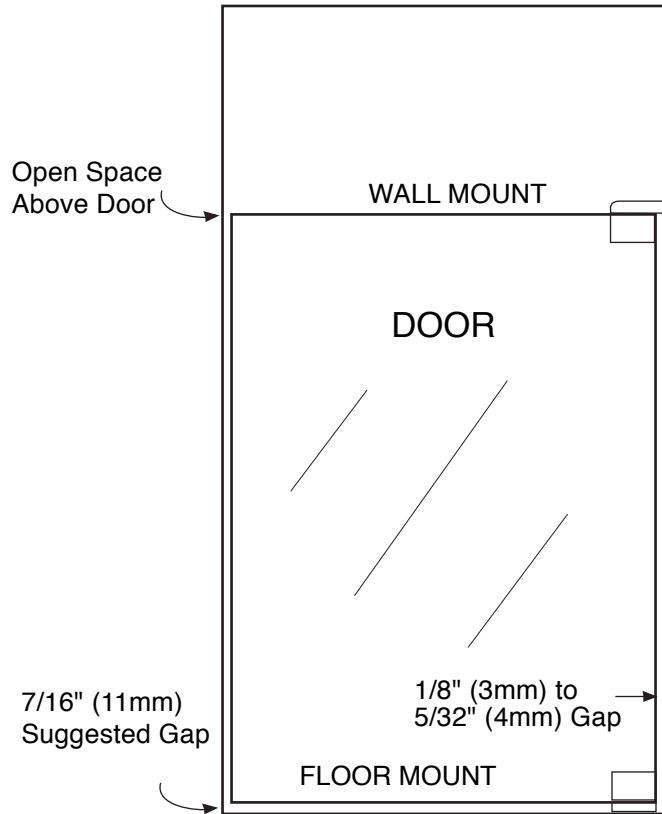 Open Space
Above Door
WALL MOUNT
DOOR
7/16" (11mm)
Suggested Gap
1/8" (3mm) to
5/32" (4mm) Gap
FLOOR MOUNT